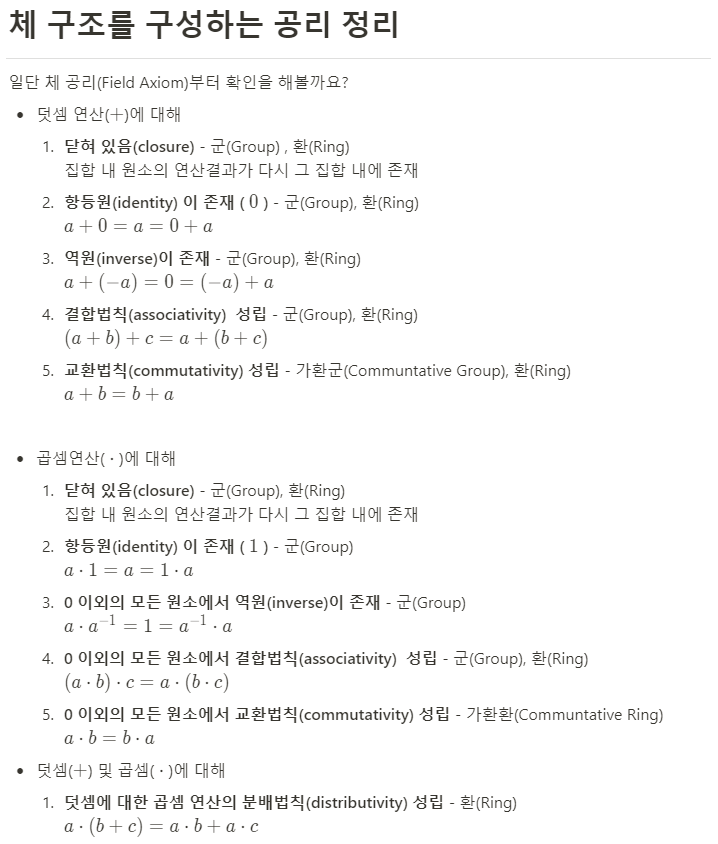 체 구조를 구성하는 공리 정리
일단 체 공리(Field Axiom)부터 확인을 해볼까요?
• 덧셈 연산(+)에 대해
1. 닫혀 있음(closure) - 군(Group) , 환(Ring)
집합 내 원소의 연산결과가 다시 그 집합 내에 존재
2. 항등원(identity) 이 존재 ( 0 ) - 군(Group), 환(Ring)
a + 0 = a = 0 + a
3. 역원(inverse)이 존재 - 군(Group), 환(Ring)
a + (−a) = 0 = (−a) + a
4. 결합법칙(associativity) 성립 - 군(Group), 환(Ring)
(a + b) + c = a + (b + c)
5. 교환법칙(commutativity) 성립 - 가환군(Communtative Group), 환(Ring)
a + b = b + a
• 곱셈연산( · )에 대해
1. 닫혀 있음(closure) - 군(Group), 환(Ring)
집합 내 원소의 연산결과가 다시 그 집합 내에 존재
2. 항등원(identity) 이 존재 ( 1 ) - 군(Group)
a · 1 = a = 1 · a
3. 0 이외의 모든 원소에서 역원(inverse)이 존재 - 군(Group)
a · a⁻¹ = 1 = a⁻¹ · a
4. 0 이외의 모든 원소에서 결합법칙(associativity) 성립 - 군(Group), 환(Ring)
(a · b) · c = a · (b · c)
5. 0 이외의 모든 원소에서 교환법칙(commutativity) 성립 - 가환환(Communtative Ring)
a · b = b · a
• 덧셈(+) 및 곱셈( · )에 대해
1. 덧셈에 대한 곱셈 연산의 분배법칙(distributivity) 성립 - 환(Ring)
a · (b + c) = a · b + a · c